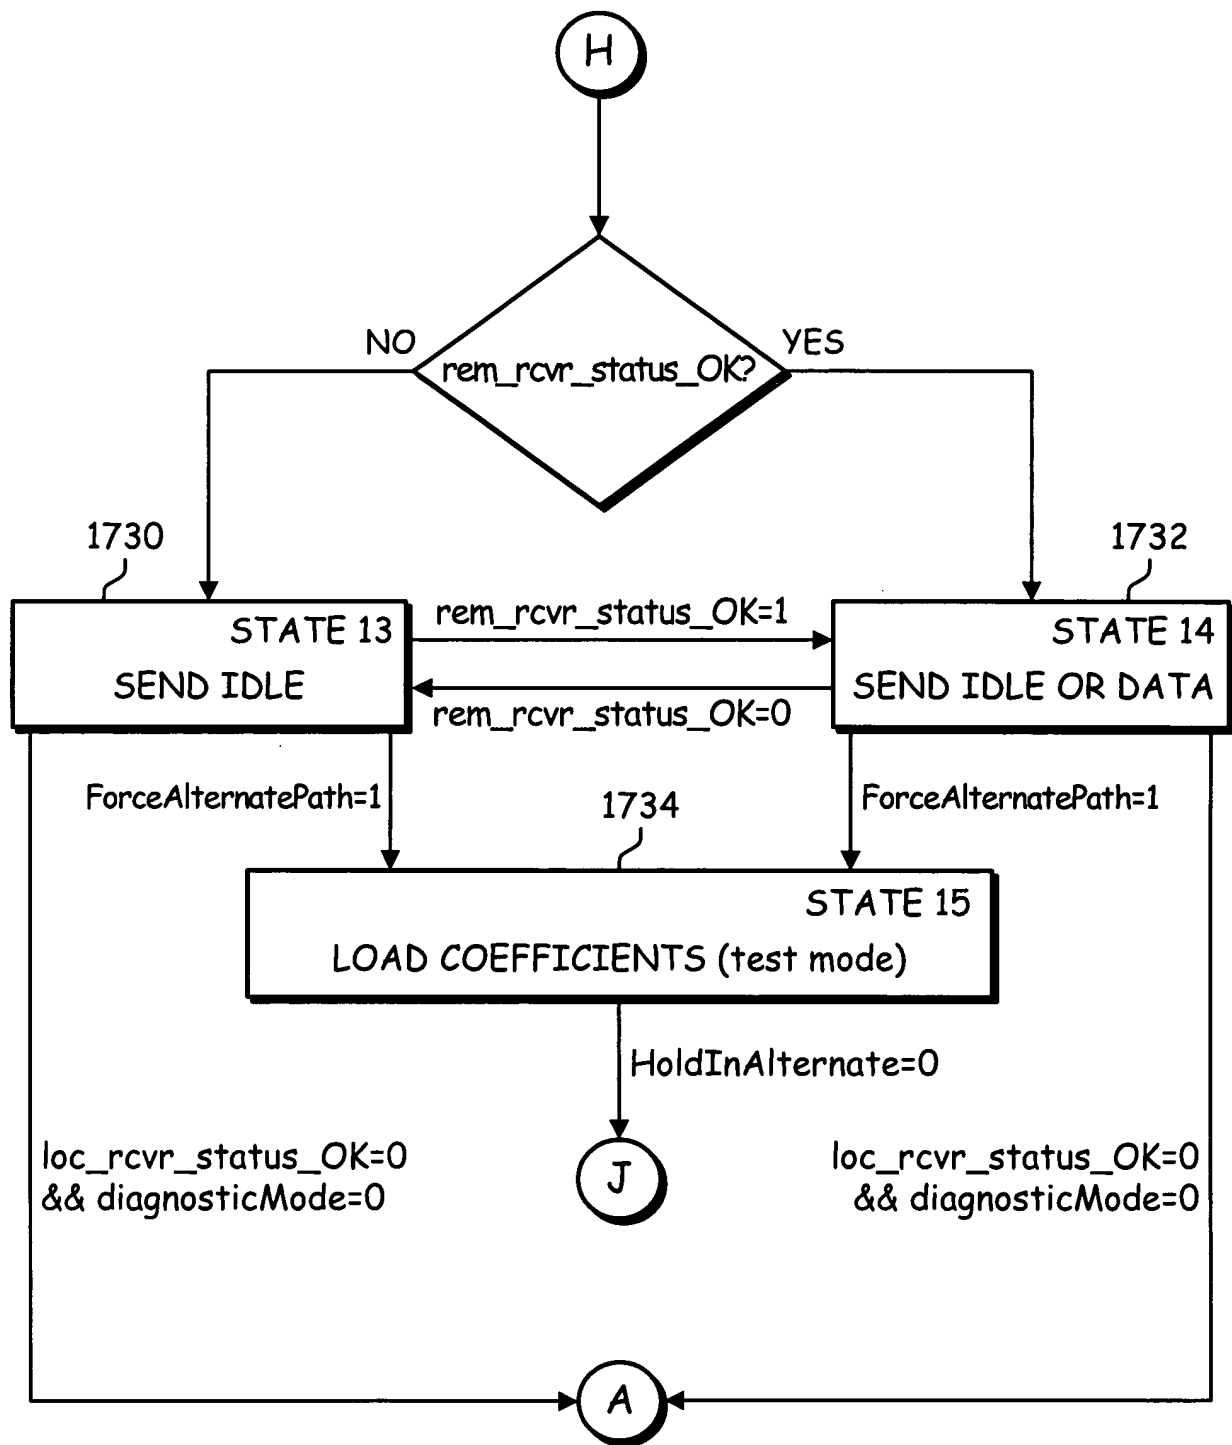 H
NO
YES
rem_rcvr_status_OK?
1730
1732
STATE 13
SEND IDLE
rem_rcvr_status_OK=1
rem_rcvr_status_OK=0
STATE 14
SEND IDLE OR DATA
ForceAlternatePath=1
1734
ForceAlternatePath=1
STATE 15
LOAD COEFFICIENTS (test mode)
HoldInAlternate=0
J
loc_rcvr_status_OK=0
&& diagnosticMode=0
loc_rcvr_status_OK=0
&& diagnosticMode=0
A